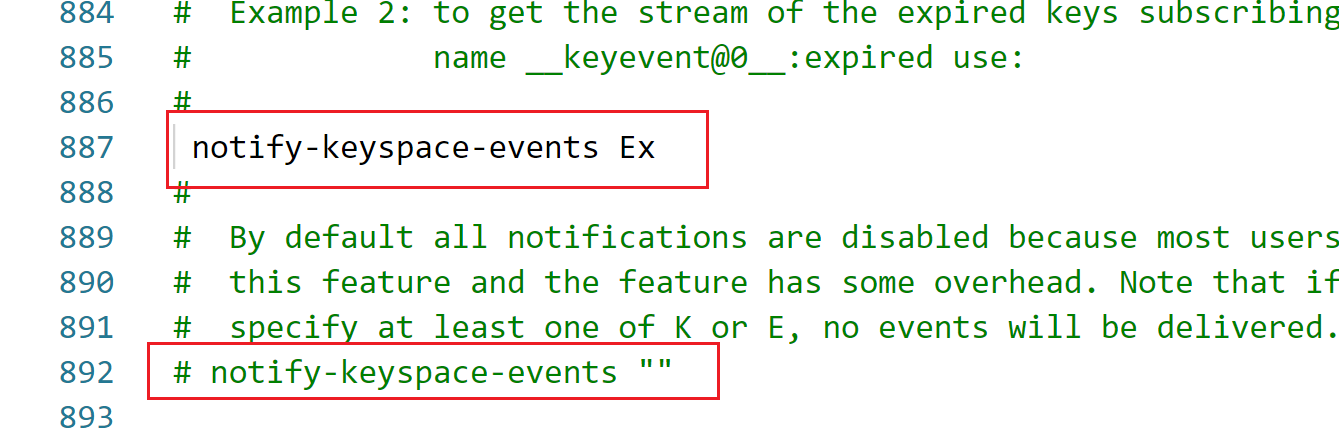 884 # Example 2: to get the stream of the expired keys subscribing
885 # name __keyevent@0__:expired use:
886 #
887 notify-keyspace-events Ex
888 #
889 # By default all notifications are disabled because most users
890 # this feature and the feature has some overhead. Note that if
891 # specify at least one of K or E, no events will be delivered.
892 # notify-keyspace-events ""
893